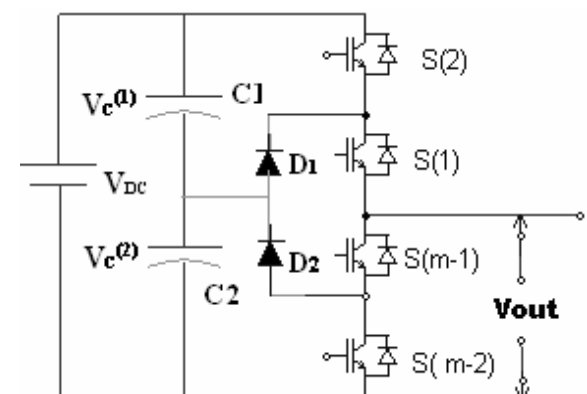 S(2)
Vc(1) C1
D1 S(1)
VDC
Vc(2) D2 S(m-1)
C2 Vout
S( m-2)